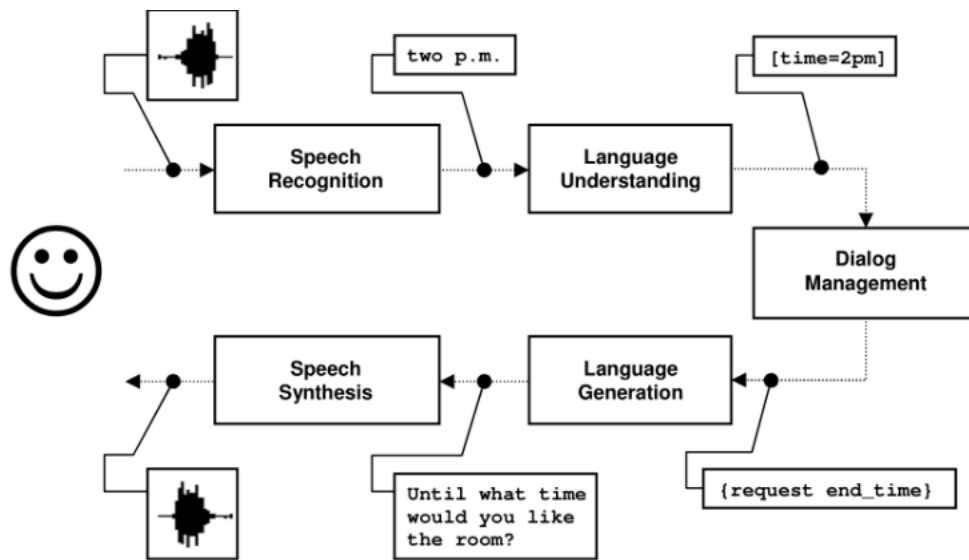 two p.m.
[time=2pm]
Speech
Recognition
Language
Understanding
Dialog
Management
Speech
Synthesis
Language
Generation
Until what time
would you like
the room?
{request end_time}